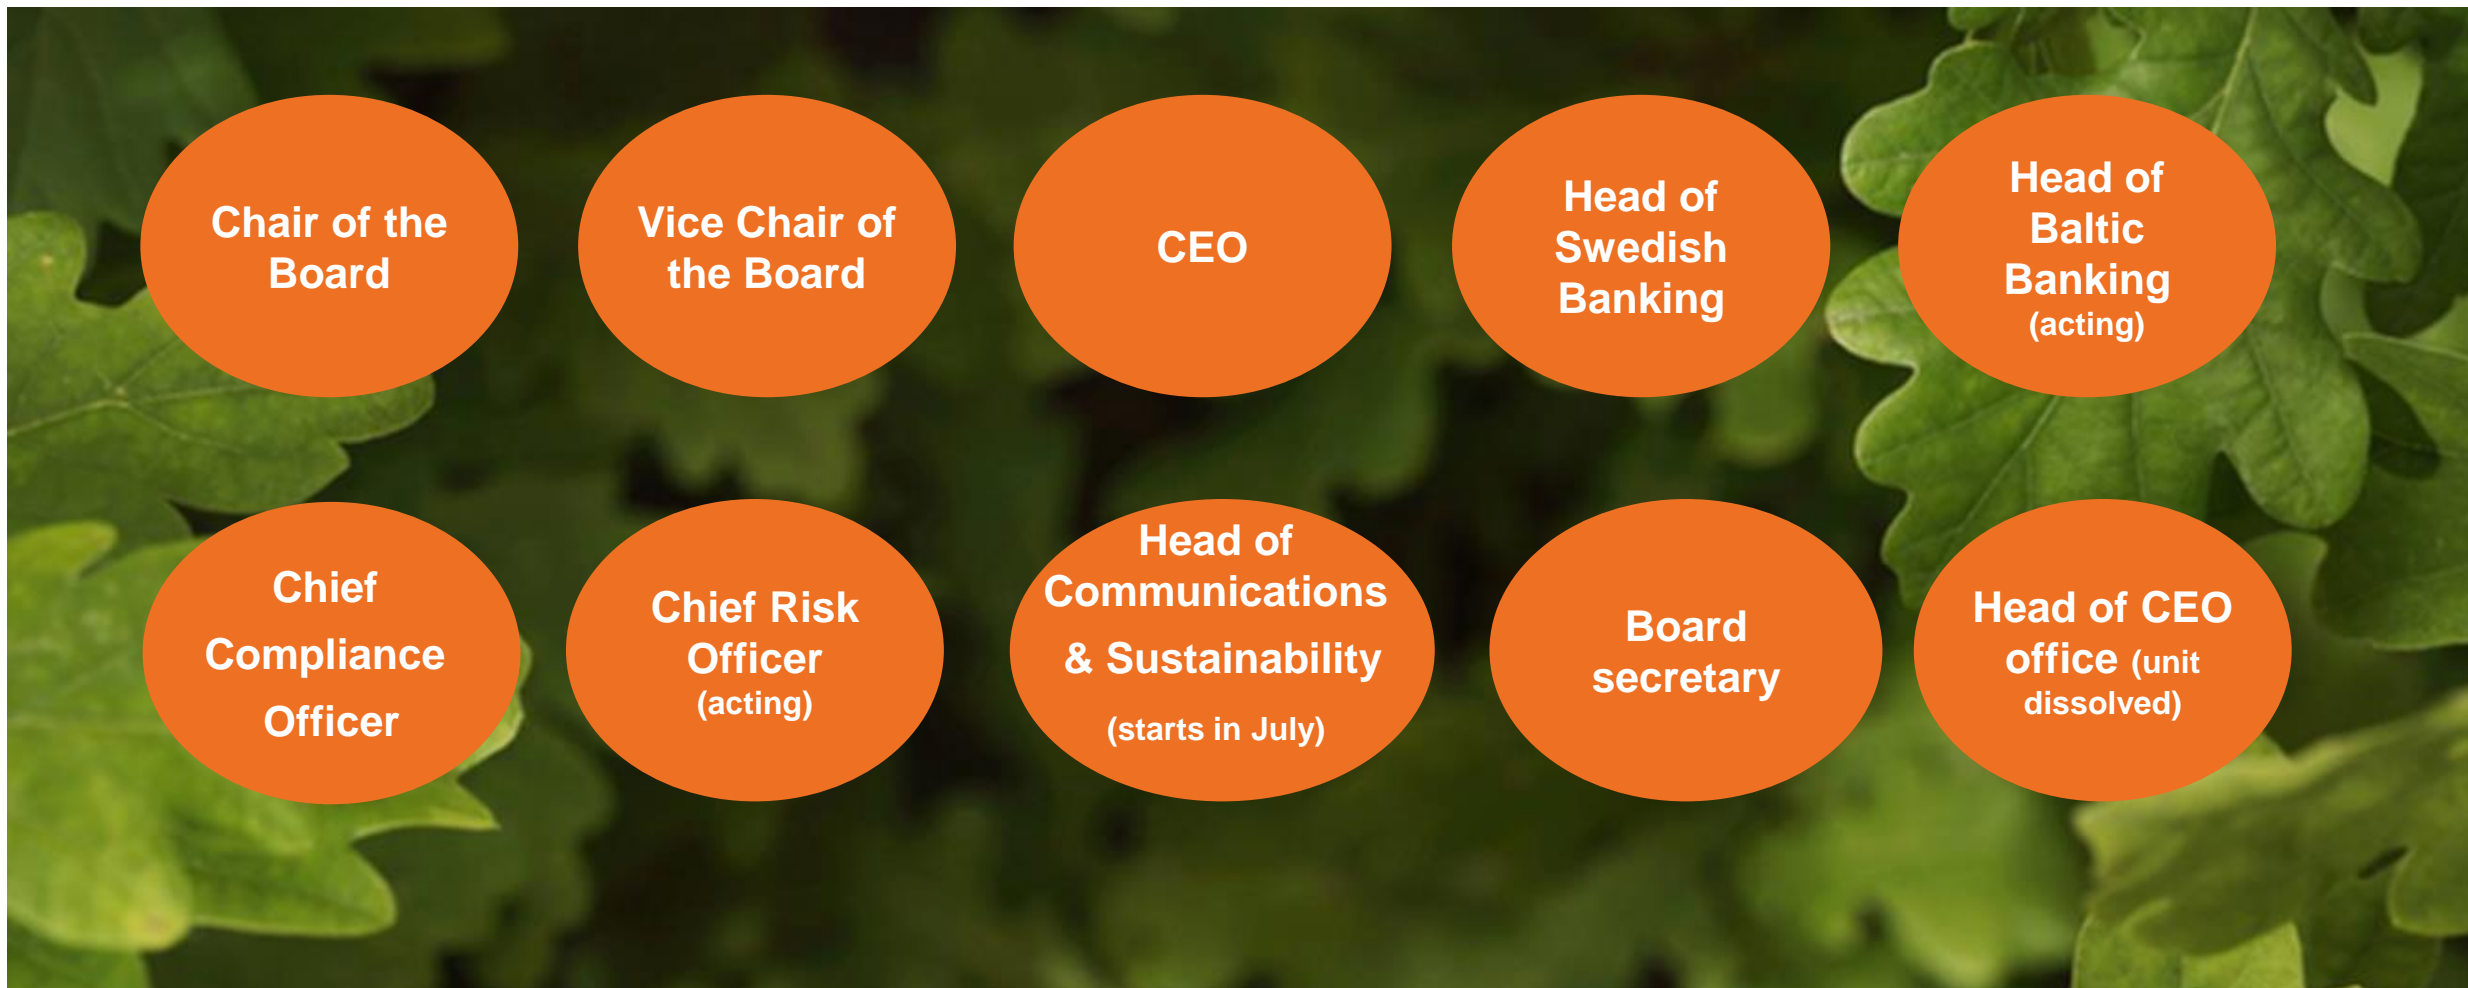 Chair of the
Board
Vice Chair of
the Board
CEO
Head of
Swedish
Banking
Head of
Baltic
Banking
(acting)
Chief
Compliance
Officer
Chief Risk
Officer
(acting)
Head of
Communications
& Sustainability
(starts in July)
Board
secretary
Head of CEO
office (unit
dissolved)